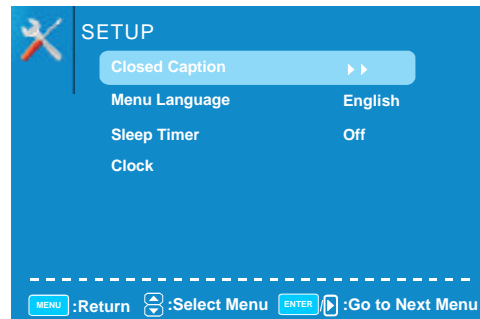 SETUP
Closed Caption
Menu Language English
Sleep Timer Off
Clock
MENU :Return :Select Menu ENTER / :Go to Next Menu